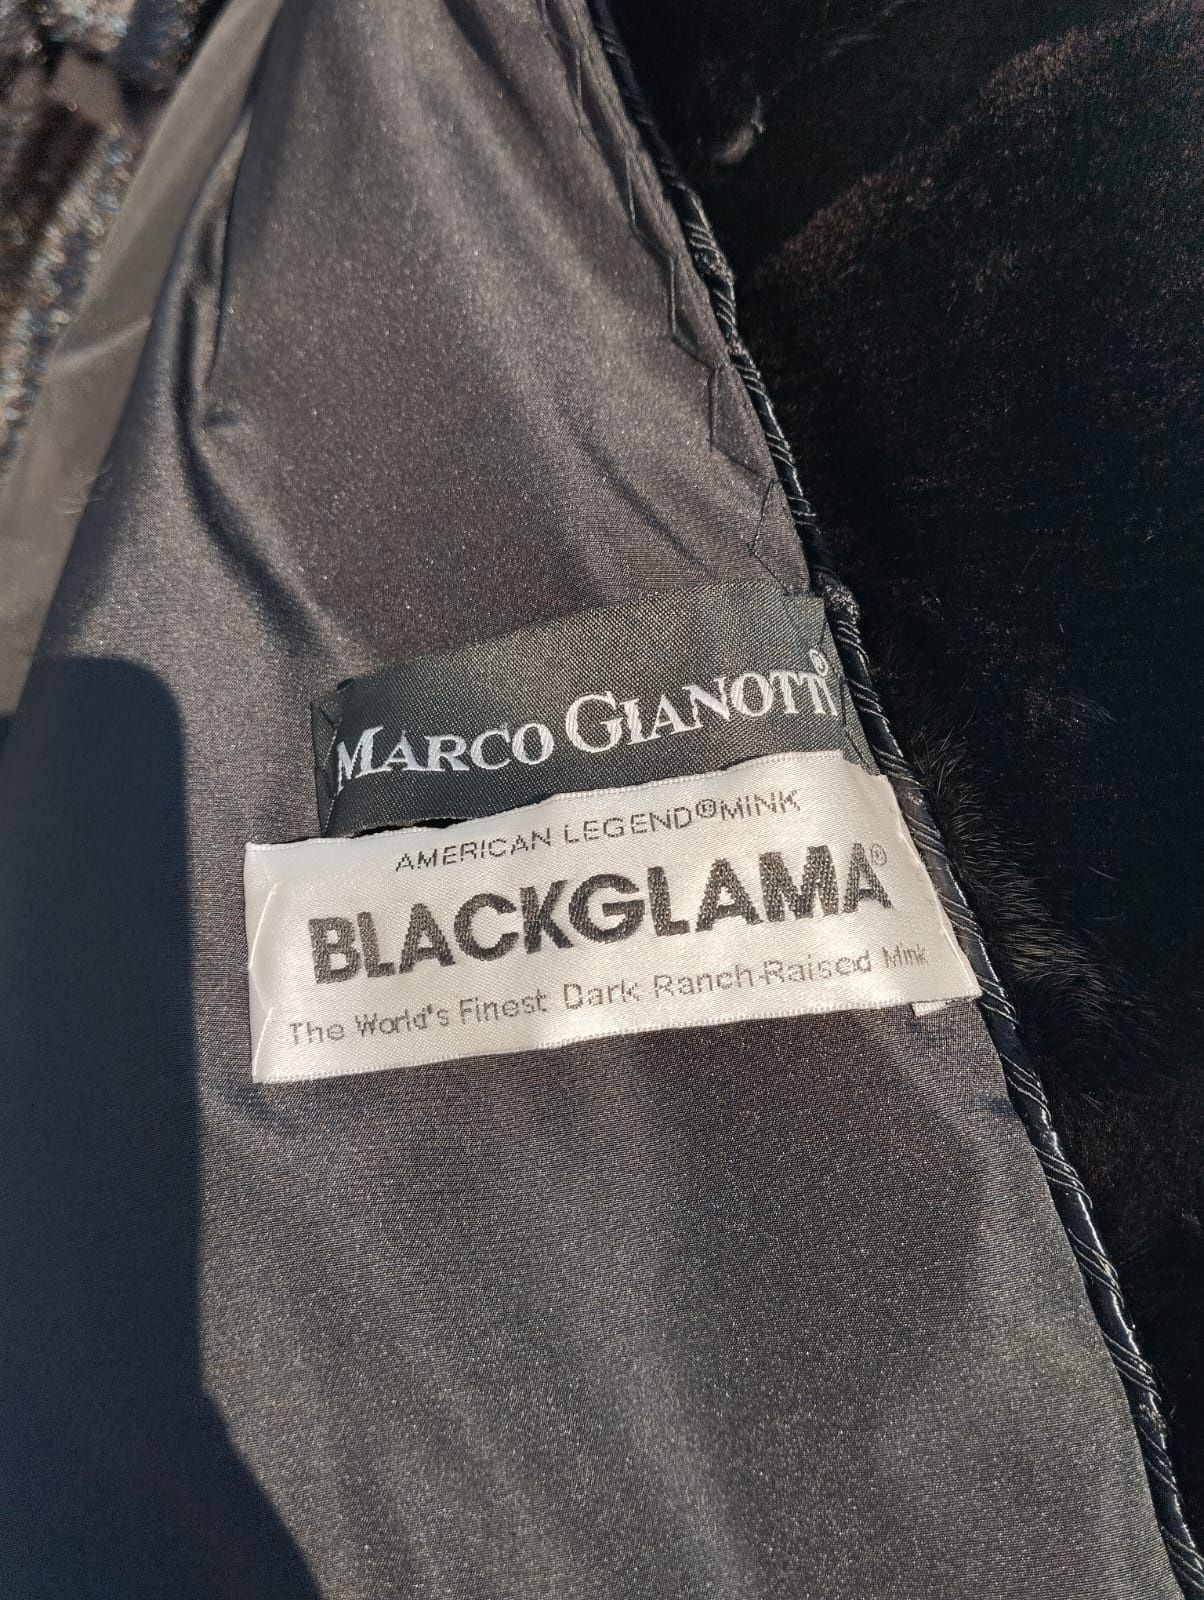 MARCO GIANOTTI®
AMERICAN LEGEND®MINK
BLACKGLAMA®
The World's Finest Dark Ranch-Raised Mink